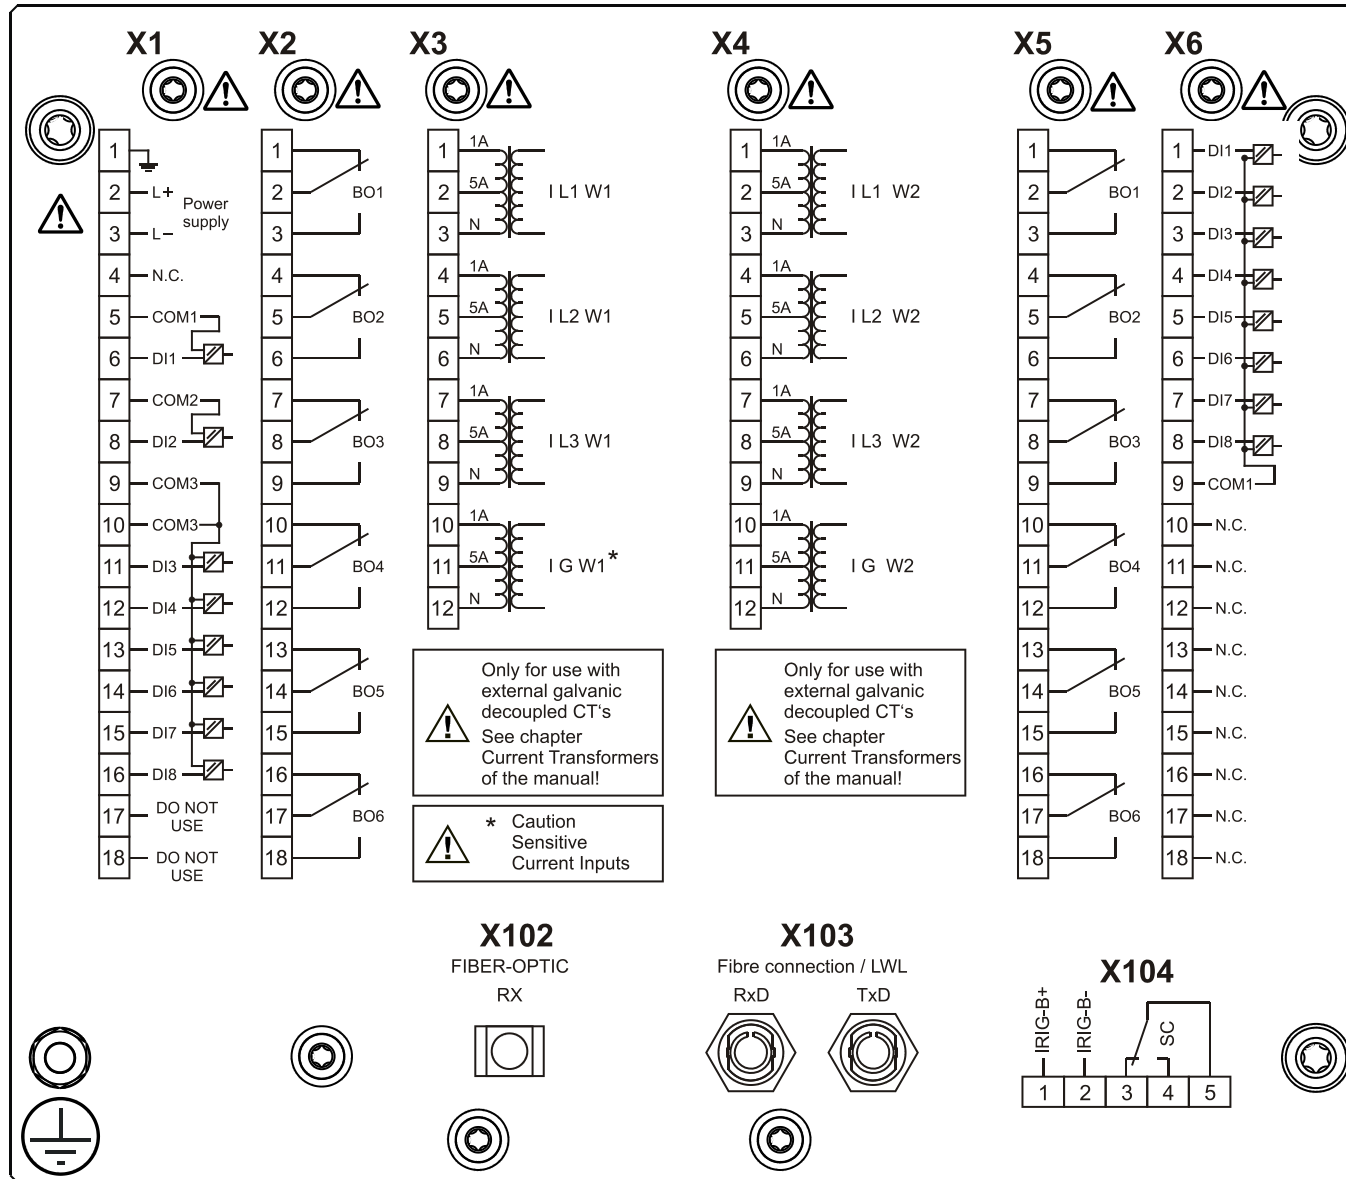 X1
1
2 L+
Power
supply
3 L–
4 N.C.
5 COM1
6 DI1
7 COM2
8 DI2
9 COM3
10 COM3
11 DI3
12 DI4
13 DI5
14 DI6
15 DI7
16 DI8
17 DO NOT
USE
18 DO NOT
USE
X2
1
2 BO1
3
4
5 BO2
6
7
8 BO3
9
10
11 BO4
12
13
14 BO5
15
16
17 BO6
18
X3
1 1A
2 5A I L1 W1
3 N
4 1A
5 5A I L2 W1
6 N
7 1A
8 5A I L3 W1
9 N
10 1A
11 5A I G W1*
12 N
Only for use with
external galvanic
decoupled CT‘s
See chapter
Current Transformers
of the manual!
* Caution
Sensitive
Current Inputs
X4
1 1A
2 5A I L1 W2
3 N
4 1A
5 5A I L2 W2
6 N
7 1A
8 5A I L3 W2
9 N
10 1A
11 5A I G W2
12 N
Only for use with
external galvanic
decoupled CT‘s
See chapter
Current Transformers
of the manual!
X5
1
2 BO1
3
4
5 BO2
6
7
8 BO3
9
10
11 BO4
12
13
14 BO5
15
16
17 BO6
18
X6
1 DI1
2 DI2
3 DI3
4 DI4
5 DI5
6 DI6
7 DI7
8 DI8
9 COM1
10 N.C.
11 N.C.
12 N.C.
13 N.C.
14 N.C.
15 N.C.
16 N.C.
17 N.C.
18 N.C.
X102
FIBER-OPTIC
RX
X103
Fibre connection / LWL
RxD TxD
X104
IRIG-B+
IRIG-B-
SC
1 2 3 4 5